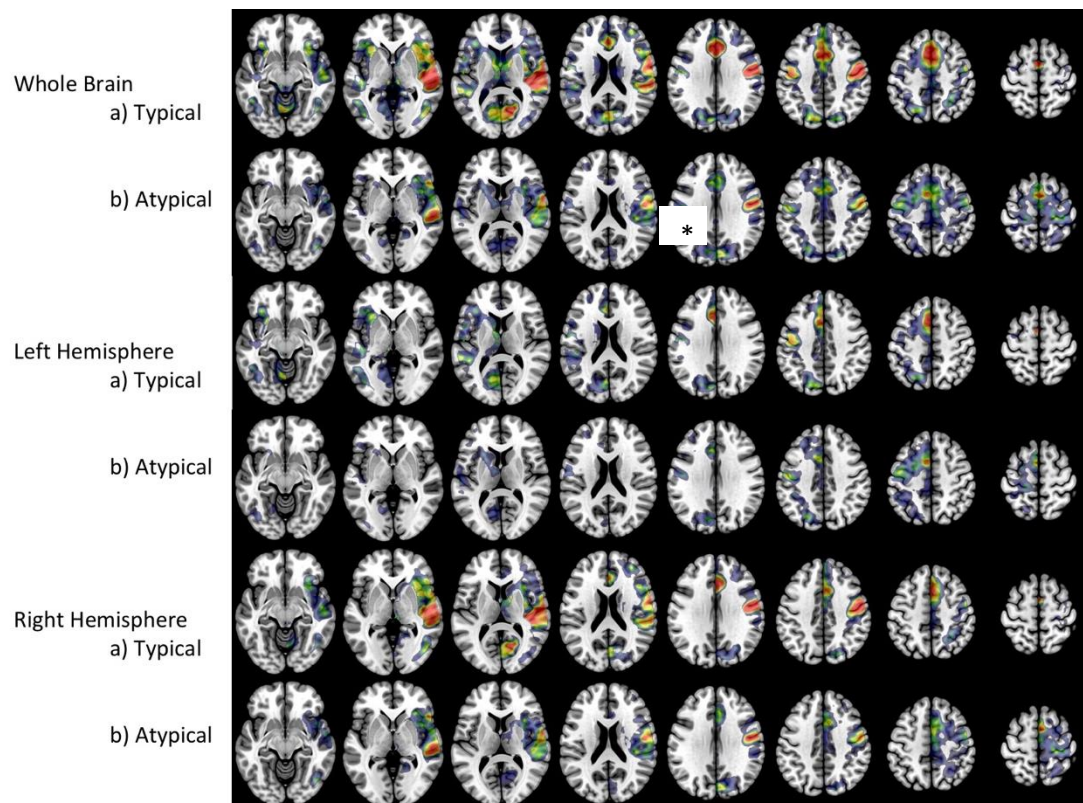 Whole Brain
a) Typical
b) Atypical
*
Left Hemisphere
a) Typical
b) Atypical
Right Hemisphere
a) Typical
b) Atypical